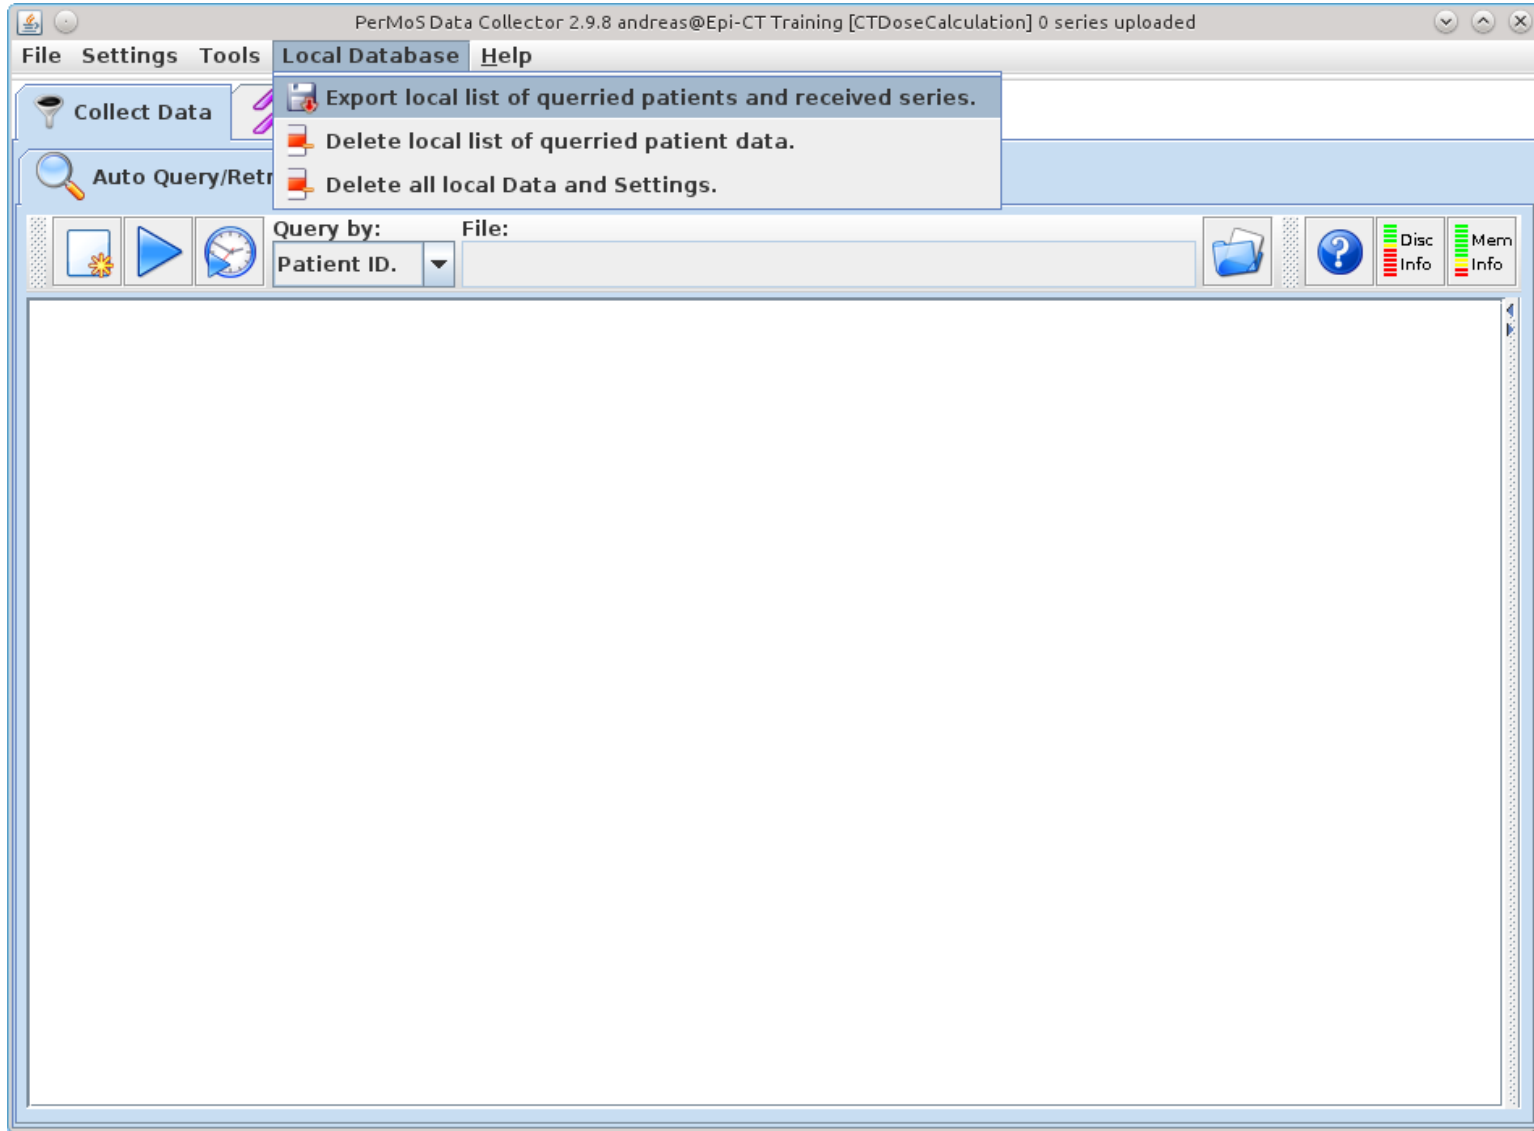 PerMoS Data Collector 2.9.8 andreas@Epi-CT Training [CTDoseCalculation] 0 series uploaded
File Settings Tools Local Database Help
Export local list of querried patients and received series.
Collect Data
Delete local list of querried patient data.
Auto Query/Retr
Delete all local Data and Settings.
Query by: File:
Patient ID.
Disc Info
Mem Info